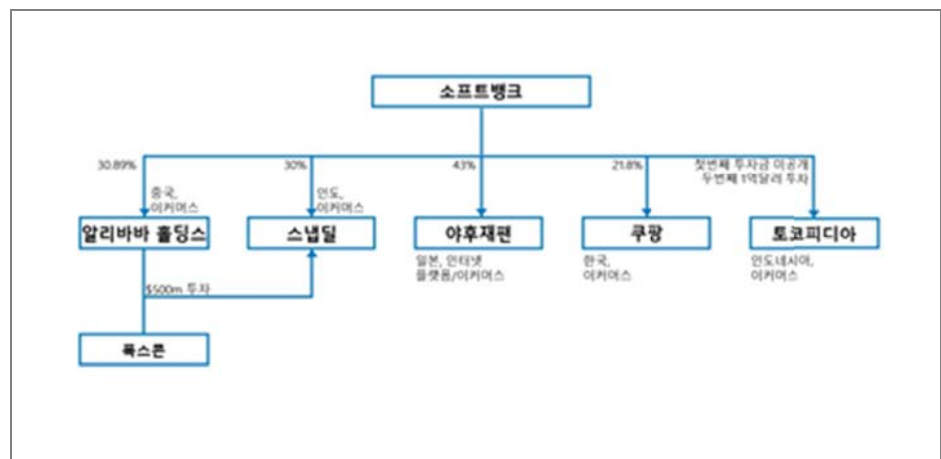 소프트뱅크
30.89%
30%
43%
21.8%
첫번째 투자금 미공개
두번째 1억달러 투자
중국,
이커머스
인도,
이커머스
알리바바 홀딩스
스냅딜
야후재팬
쿠팡
토코피디아
일본, 인터넷
플랫폼/이커머스
한국,
이커머스
인도네시아,
이커머스
$500m 투자
폭스콘